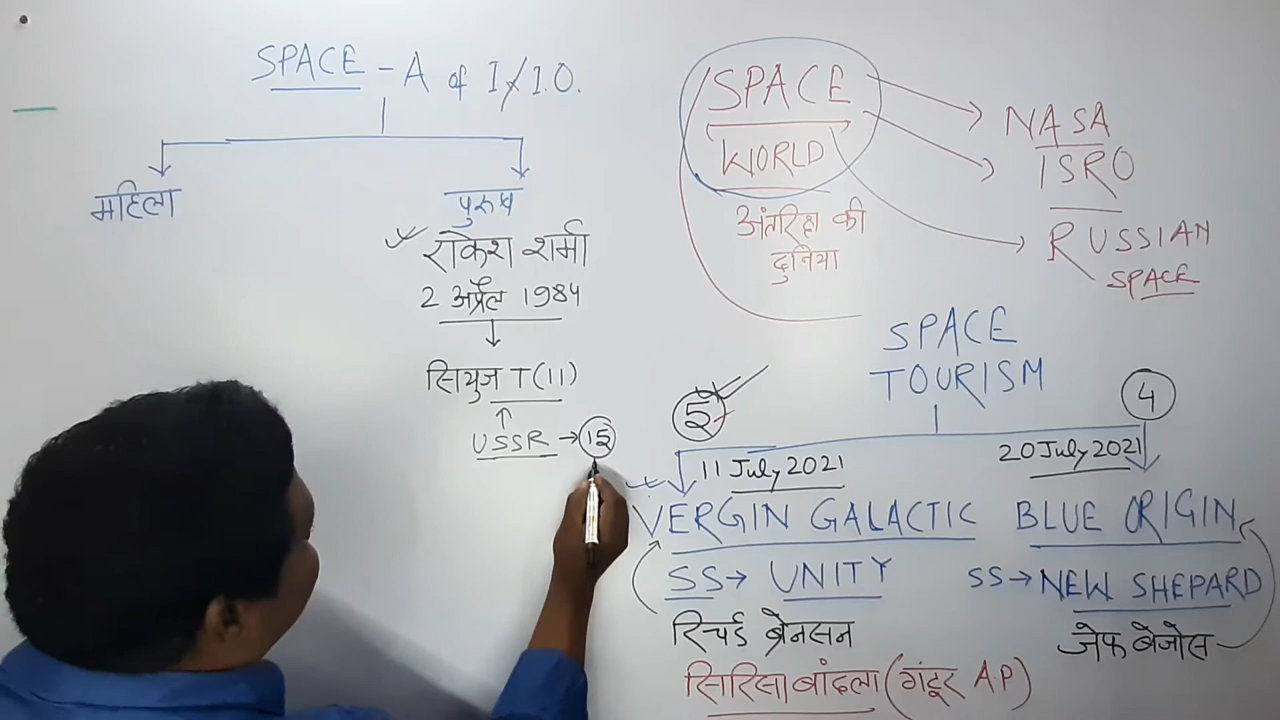 SPACE - A of I/I.O.
महिला
पुरुष
राकेश शर्मा
2 अप्रैल 1984
सियुज T(11)
USSR → 15
SPACE
WORLD
अंतरिक्ष की
दुनिया
NASA
ISRO
RUSSIAN
SPACE
SPACE
TOURISM
5
4
11 July 2021
20 July 2021
VERGIN GALACTIC
BLUE ORIGIN
SS → UNITY
SS → NEW SHEPARD
रिचर्ड ब्रेनसन
जेफ बेजोस
सिरिसा बांदला (गंटूर AP)